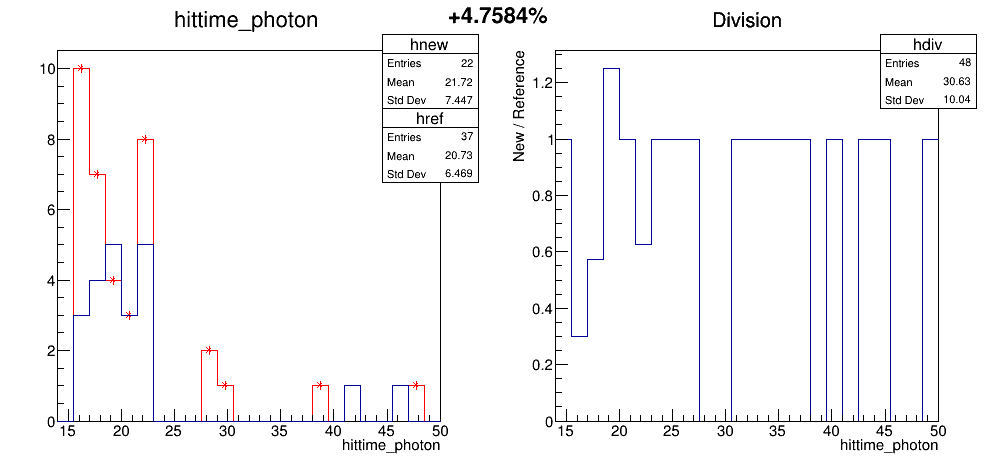 +4.7584%
hittime_photon
hnew
Entries 22
Mean 21.72
Std Dev 7.447
href
Entries 37
Mean 20.73
Std Dev 6.469
10
8
6
4
2
0
15 20 25 30 35 40 45 50
hittime_photon
Division
hdiv
Entries 48
Mean 30.63
Std Dev 10.04
New / Reference
1.2
1
0.8
0.6
0.4
0.2
0
15 20 25 30 35 40 45 50
hittime_photon